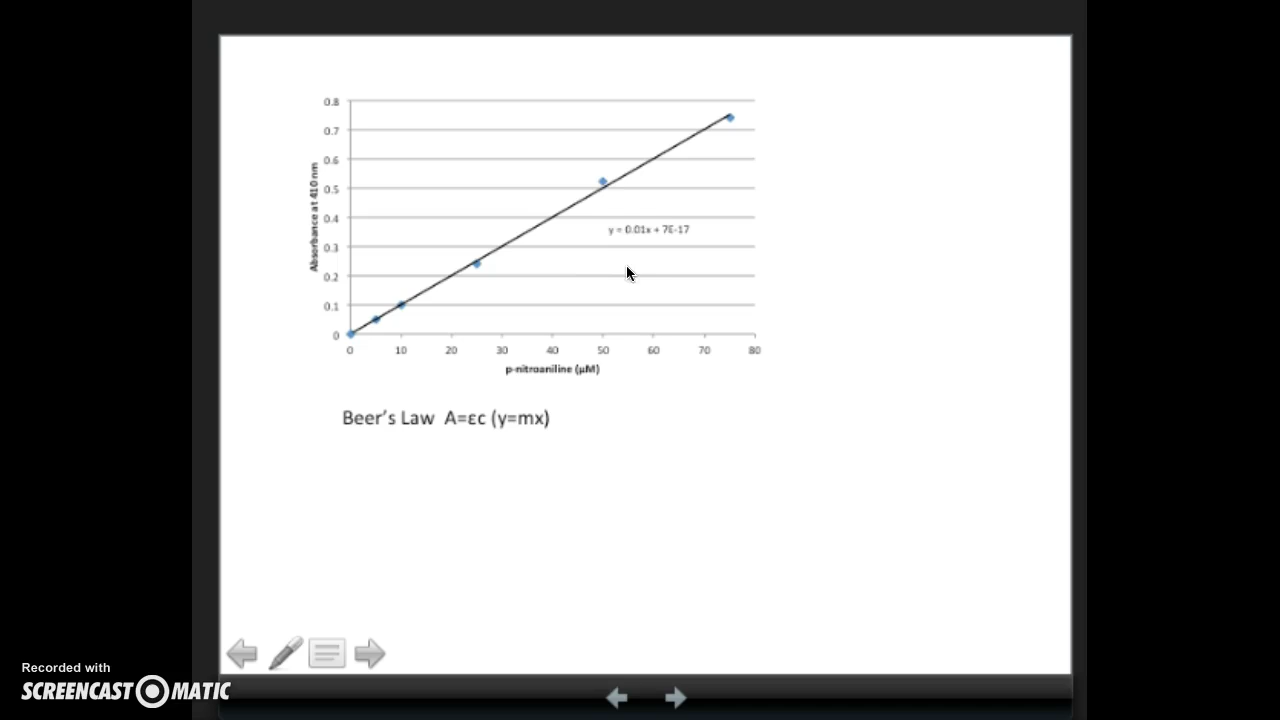 0.8
0.7
0.6
0.5
0.4
0.3
0.2
0.1
0
Absorbance at 410 nm
y = 0.01x + 7E-17
0 10 20 30 40 50 60 70 80
p-nitroaniline (µM)
Beer's Law A=εc (y=mx)
Recorded with
SCREENCAST MATIC